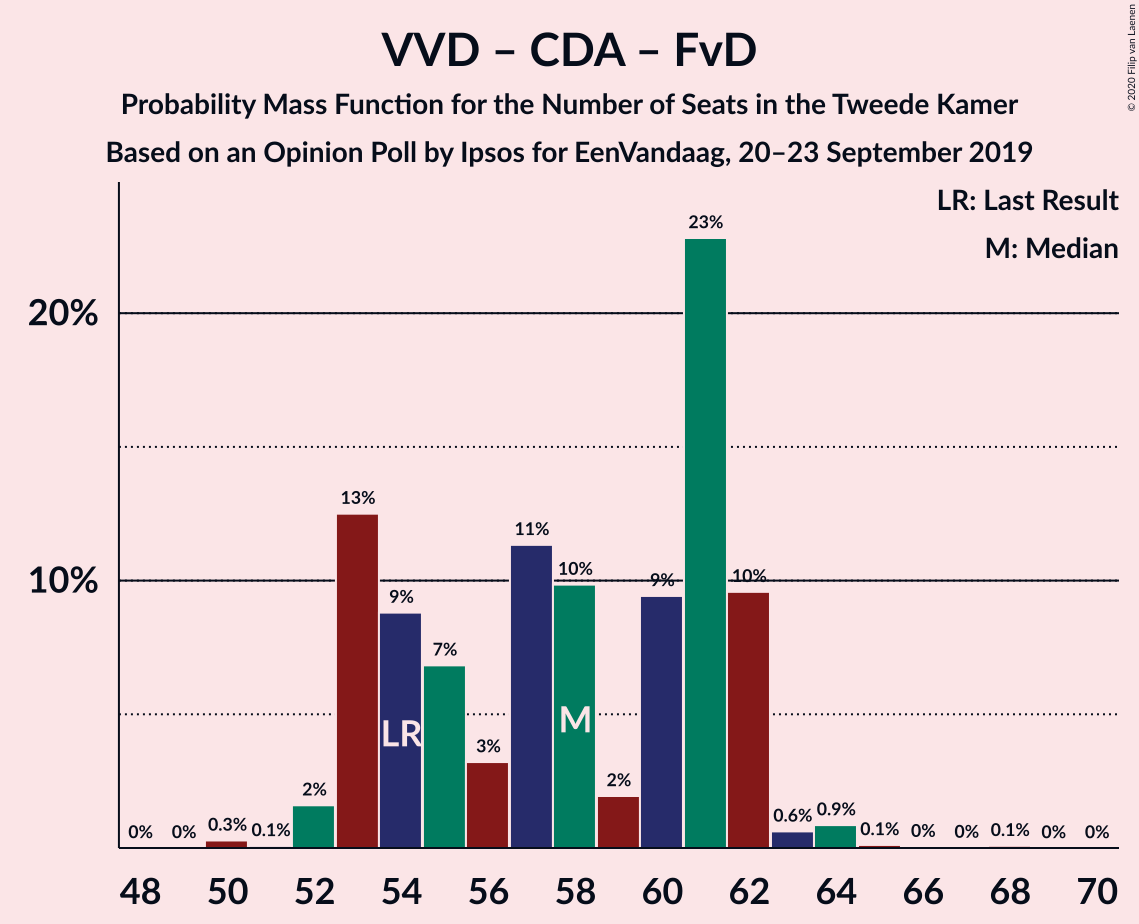 VVD – CDA – FvD
Probability Mass Function for the Number of Seats in the Tweede Kamer
Based on an Opinion Poll by Ipsos for EenVandaag, 20–23 September 2019
© 2020 Filip van Laenen
LR: Last Result
M: Median
23%
20%
13%
11%
10%
10%
9%
10%
9%
7%
LR
M
3%
2%
2%
0% 0% 0.3% 0.1% 0.6% 0.9% 0.1% 0% 0% 0.1% 0% 0%
48 50 52 54 56 58 60 62 64 66 68 70